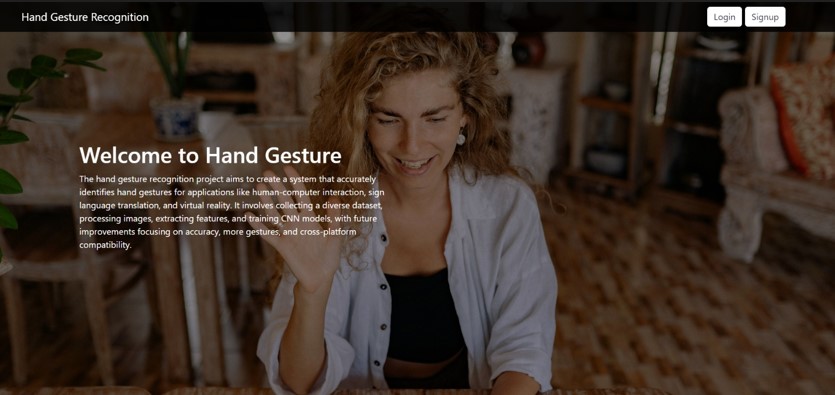 Hand Gesture Recognition
Login
Signup
Welcome to Hand Gesture
The hand gesture recognition project aims to create a system that accurately
identifies hand gestures for applications like human-computer interaction, sign
language translation, and virtual reality. It involves collecting a diverse dataset,
processing images, extracting features, and training CNN models, with future
improvements focusing on accuracy, more gestures, and cross-platform
compatibility.